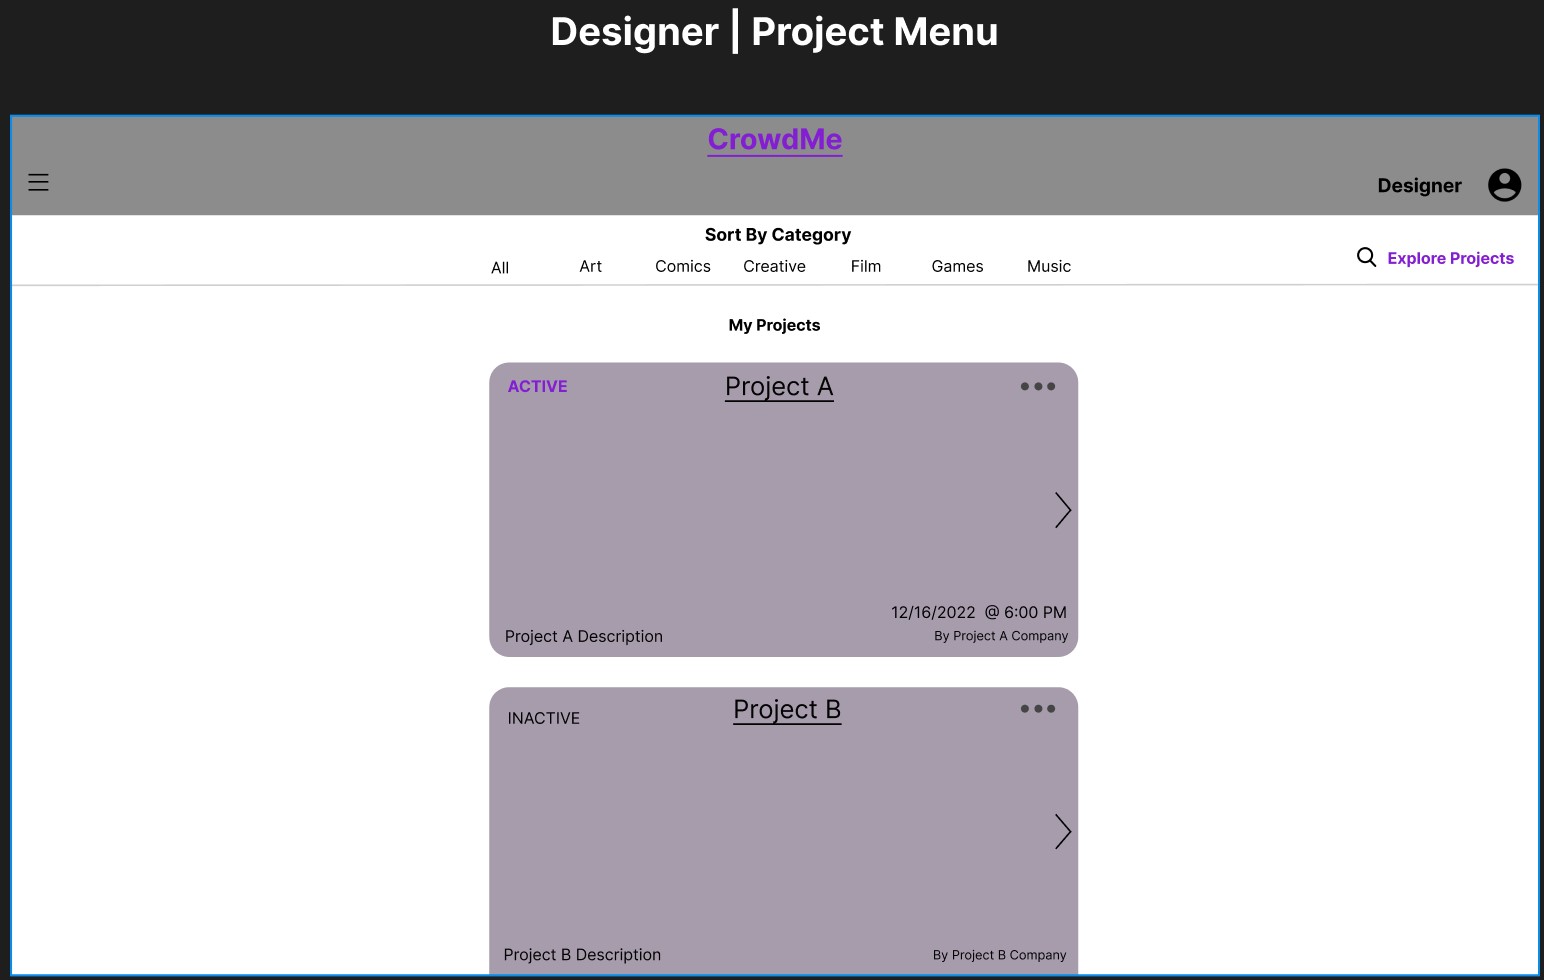 Designer | Project Menu
CrowdMe
Designer
Sort By Category
All Art Comics Creative Film Games Music
Explore Projects
My Projects
ACTIVE
Project A
12/16/2022 @ 6:00 PM
Project A Description
By Project A Company
INACTIVE
Project B
Project B Description
By Project B Company